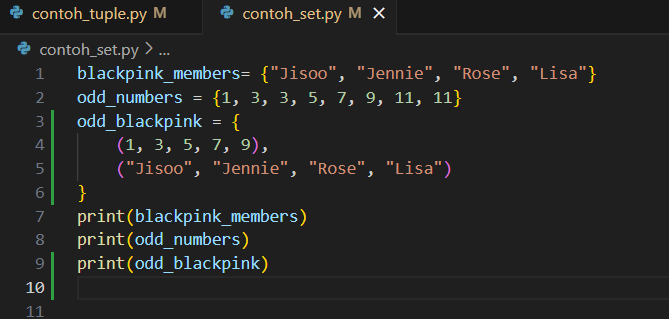 contoh_tuple.py M contoh_set.py M ×
contoh_set.py > ...
1 blackpink_members= {"Jisoo", "Jennie", "Rose", "Lisa"}
2 odd_numbers = {1, 3, 3, 5, 7, 9, 11, 11}
3 odd_blackpink = {
4     (1, 3, 5, 7, 9),
5     ("Jisoo", "Jennie", "Rose", "Lisa")
6 }
7 print(blackpink_members)
8 print(odd_numbers)
9 print(odd_blackpink)
10
11